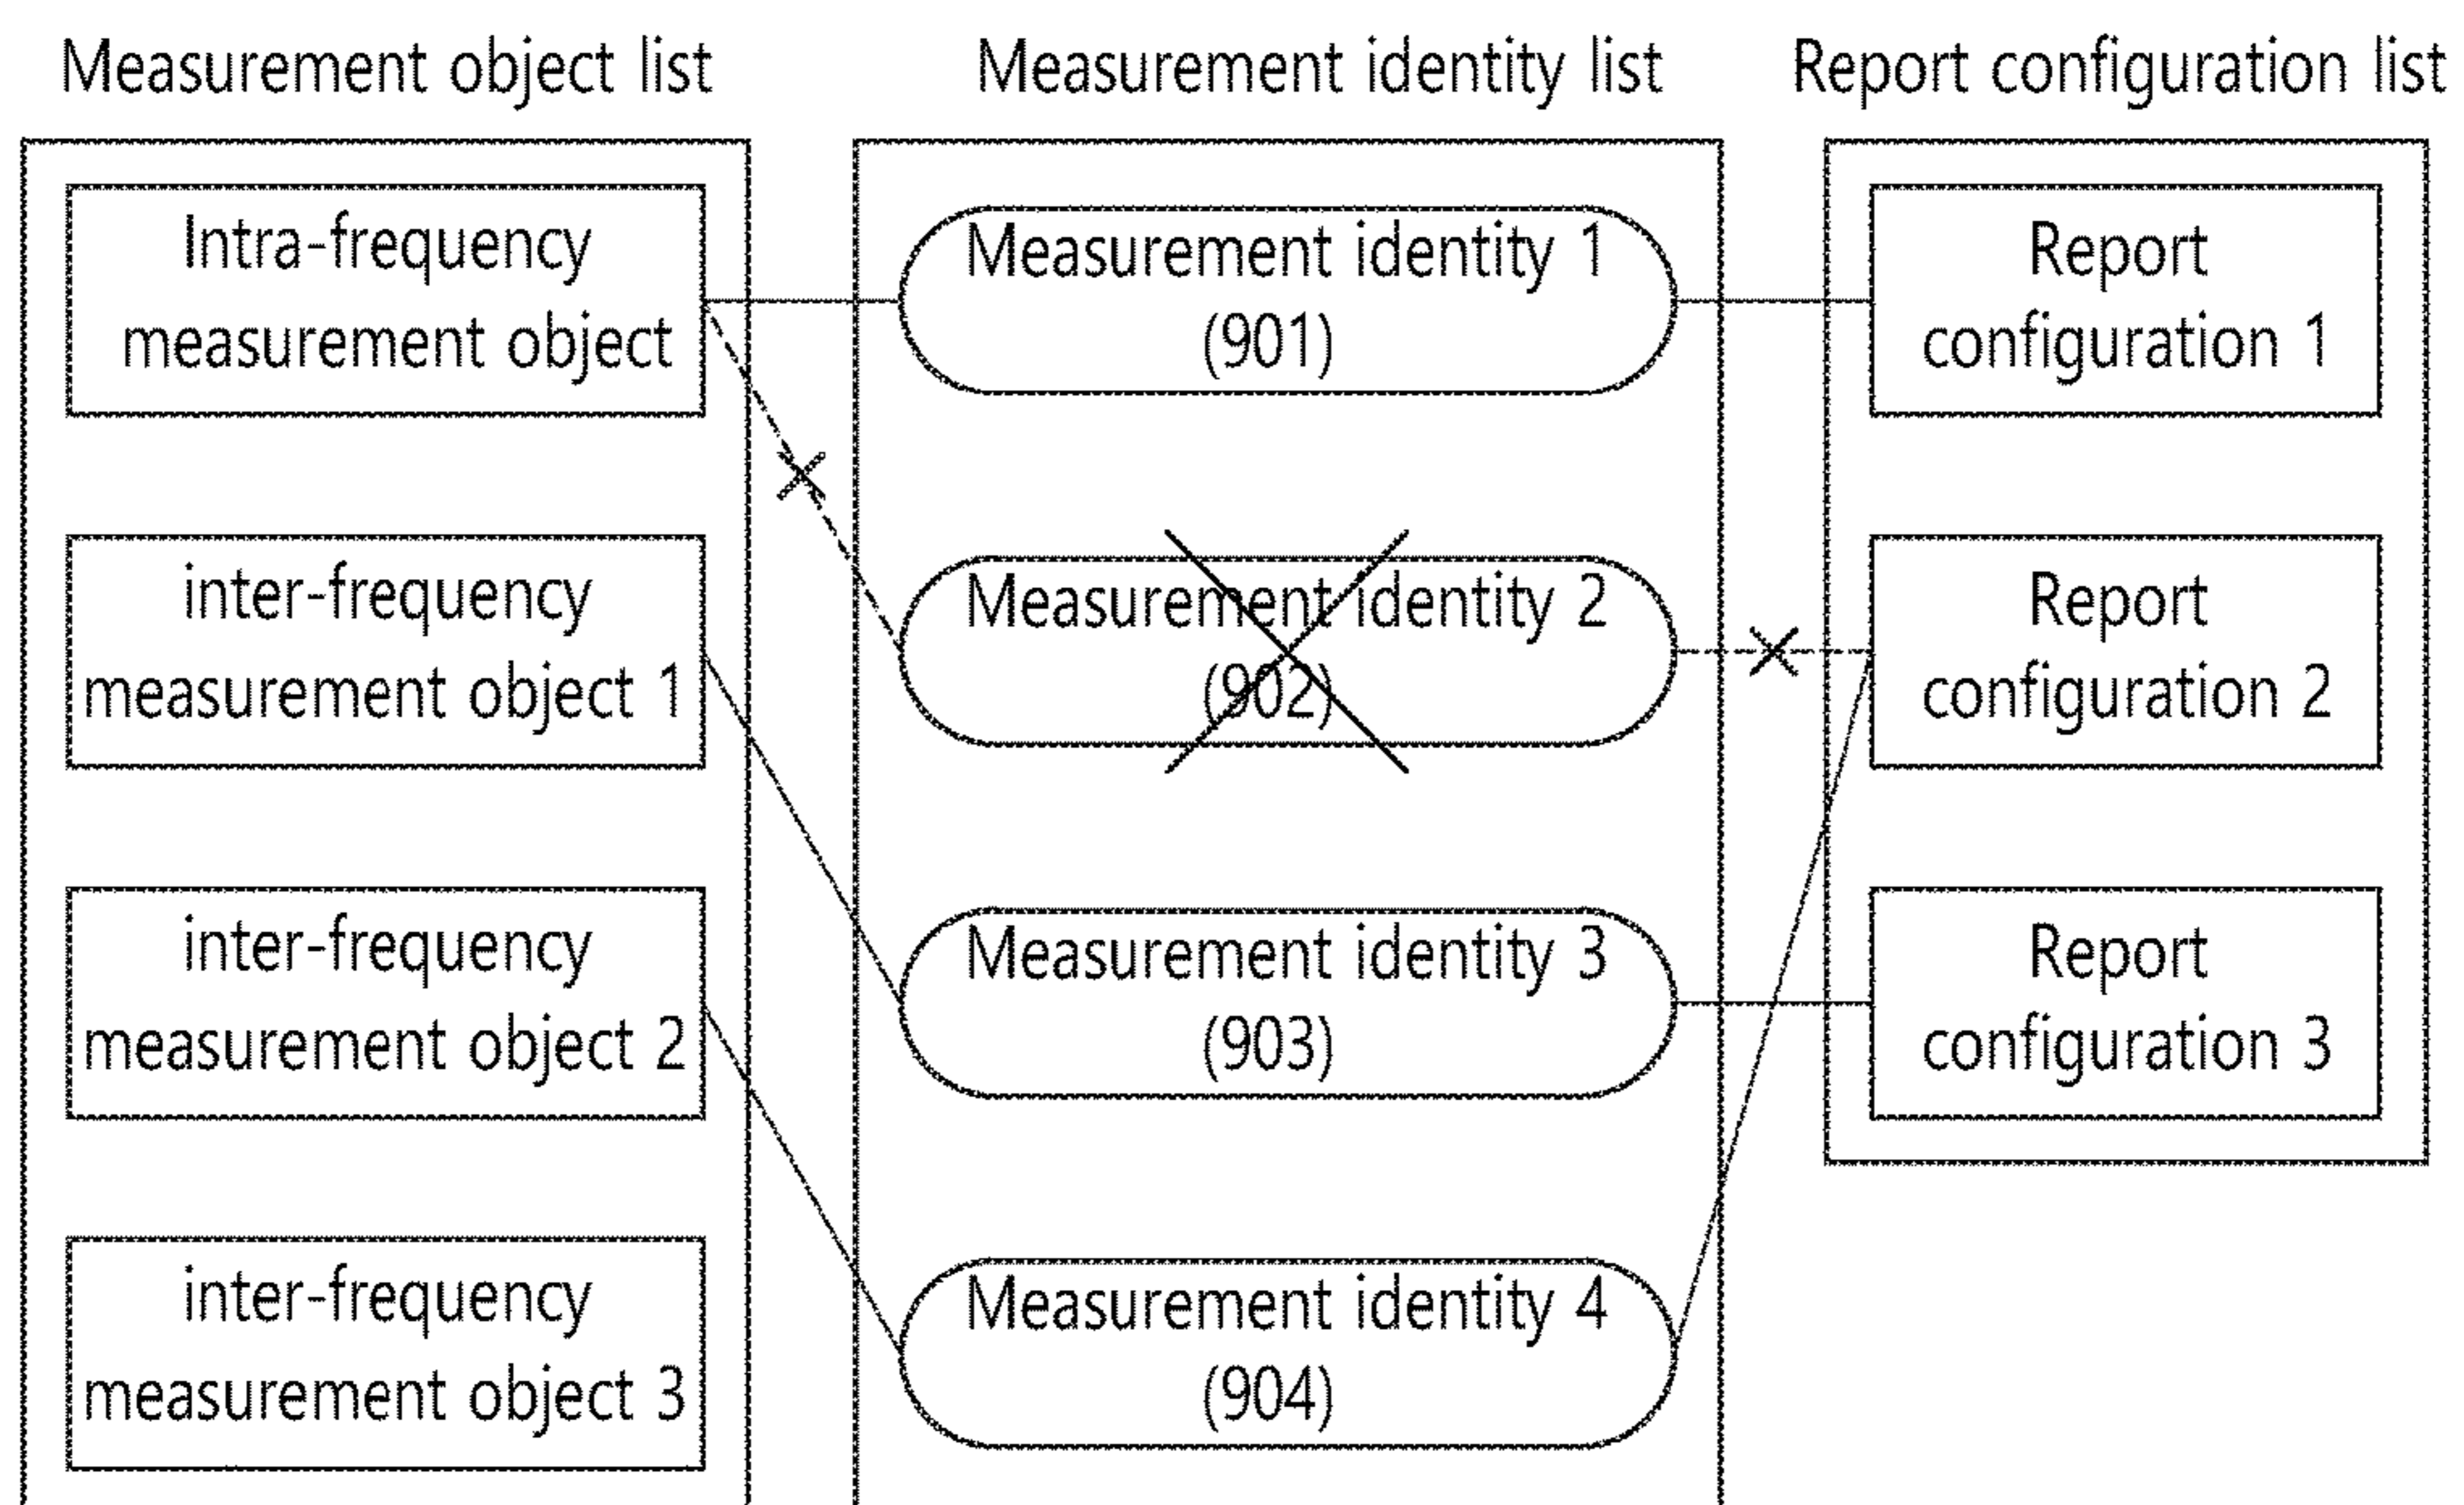 Measurement object list
Measurement identity list
Report configuration list
Intra-frequency
measurement object
Measurement identity 1
(901)
Report
configuration 1
inter-frequency
measurement object 1
Measurement identity 2
(902)
Report
configuration 2
inter-frequency
measurement object 2
Measurement identity 3
(903)
Report
configuration 3
inter-frequency
measurement object 3
Measurement identity 4
(904)